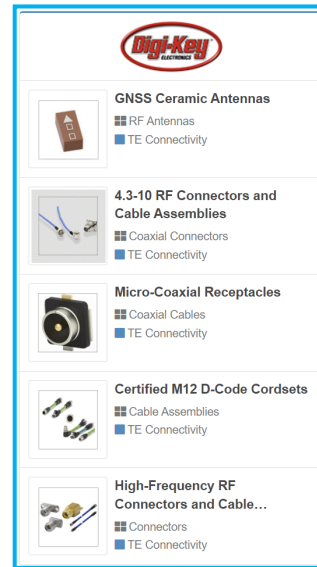 Digi-Key
ELECTRONICS
GNSS Ceramic Antennas
RF Antennas
TE Connectivity
4.3-10 RF Connectors and
Cable Assemblies
Coaxial Connectors
TE Connectivity
Micro-Coaxial Receptacles
Coaxial Cables
TE Connectivity
Certified M12 D-Code Cordsets
Cable Assemblies
TE Connectivity
High-Frequency RF
Connectors and Cable…
Connectors
TE Connectivity